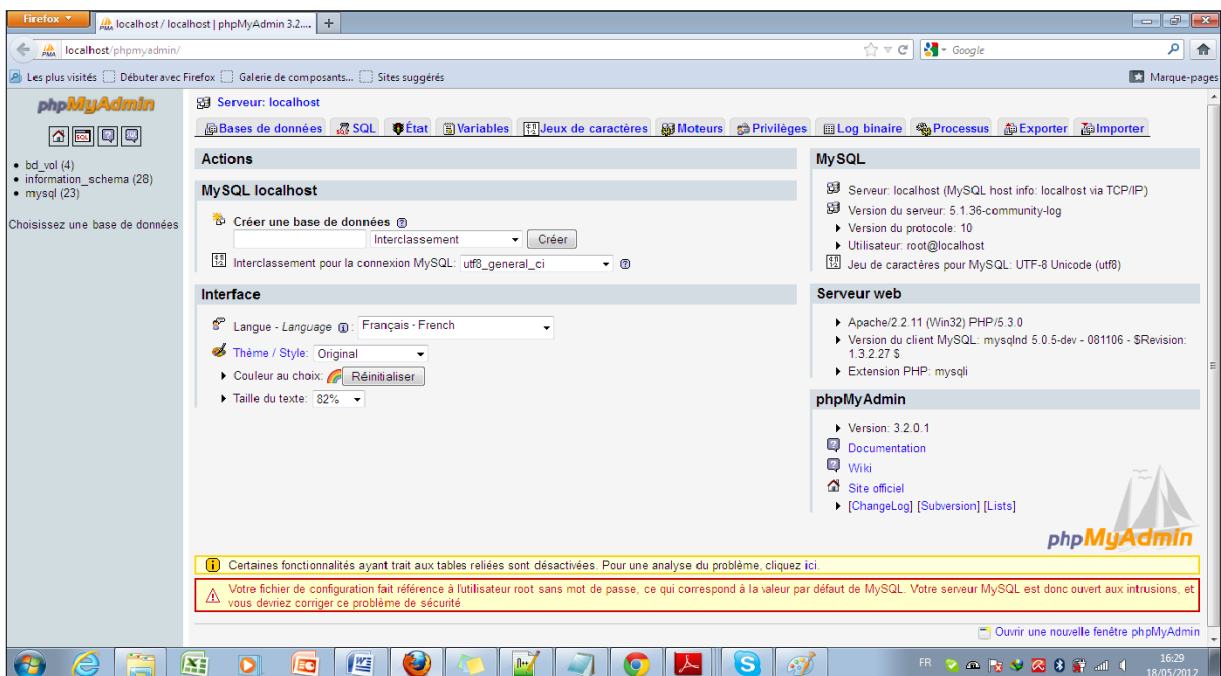 Firefox
localhost / localhost | phpMyAdmin 3.2....
localhost/phpmyadmin/
Google
Les plus visités
Débuter avec Firefox
Galerie de composants...
Sites suggérés
Marque-pages
phpMyAdmin
bd_vol (4)
information_schema (28)
mysql (23)
Choisissez une base de données
Serveur: localhost
Bases de données
SQL
État
Variables
Jeux de caractères
Moteurs
Privilèges
Log binaire
Processus
Exporter
Importer
Actions
MySQL localhost
Créer une base de données
Interclassement
Créer
Interclassement pour la connexion MySQL: utf8_general_ci
Interface
Langue - Language : Français - French
Thème / Style: Original
Couleur au choix: Réinitialiser
Taille du texte: 82%
MySQL
Serveur: localhost (MySQL host info: localhost via TCP/IP)
Version du serveur: 5.1.36-community-log
Version du protocole: 10
Utilisateur: root@localhost
Jeu de caractères pour MySQL: UTF-8 Unicode (utf8)
Serveur web
Apache/2.2.11 (Win32) PHP/5.3.0
Version du client MySQL: mysqlnd 5.0.5-dev - 081106 - $Revision:
1.3.2.27 $
Extension PHP: mysqli
phpMyAdmin
Version: 3.2.0.1
Documentation
Wiki
Site officiel
[ChangeLog] [Subversion] [Lists]
phpMyAdmin
Certaines fonctionnalités ayant trait aux tables reliées sont désactivées. Pour une analyse du problème, cliquez ici.
Votre fichier de configuration fait référence à l'utilisateur root sans mot de passe, ce qui correspond à la valeur par défaut de MySQL. Votre serveur MySQL est donc ouvert aux intrusions, et
vous devriez corriger ce problème de sécurité
Ouvrir une nouvelle fenêtre phpMyAdmin
FR
16:29
18/05/2012